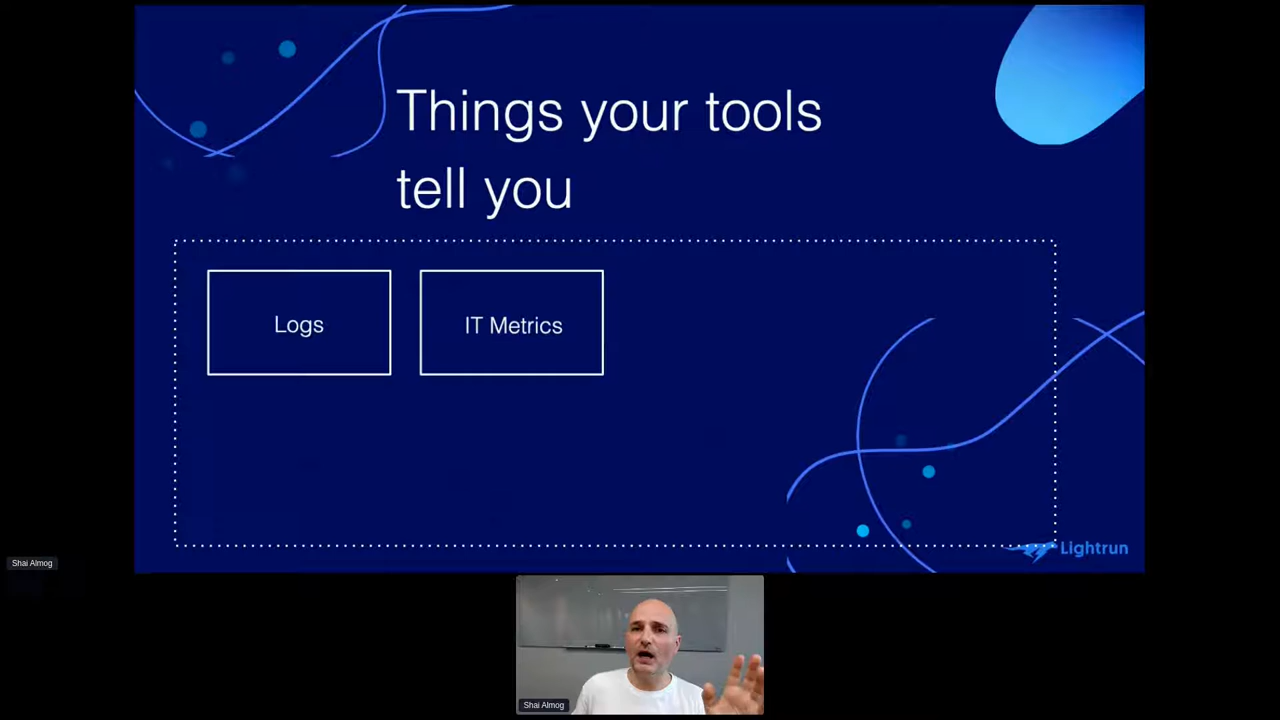 Things your tools
tell you
Logs
IT Metrics
Lightrun
Shai Almog
Shai Almog